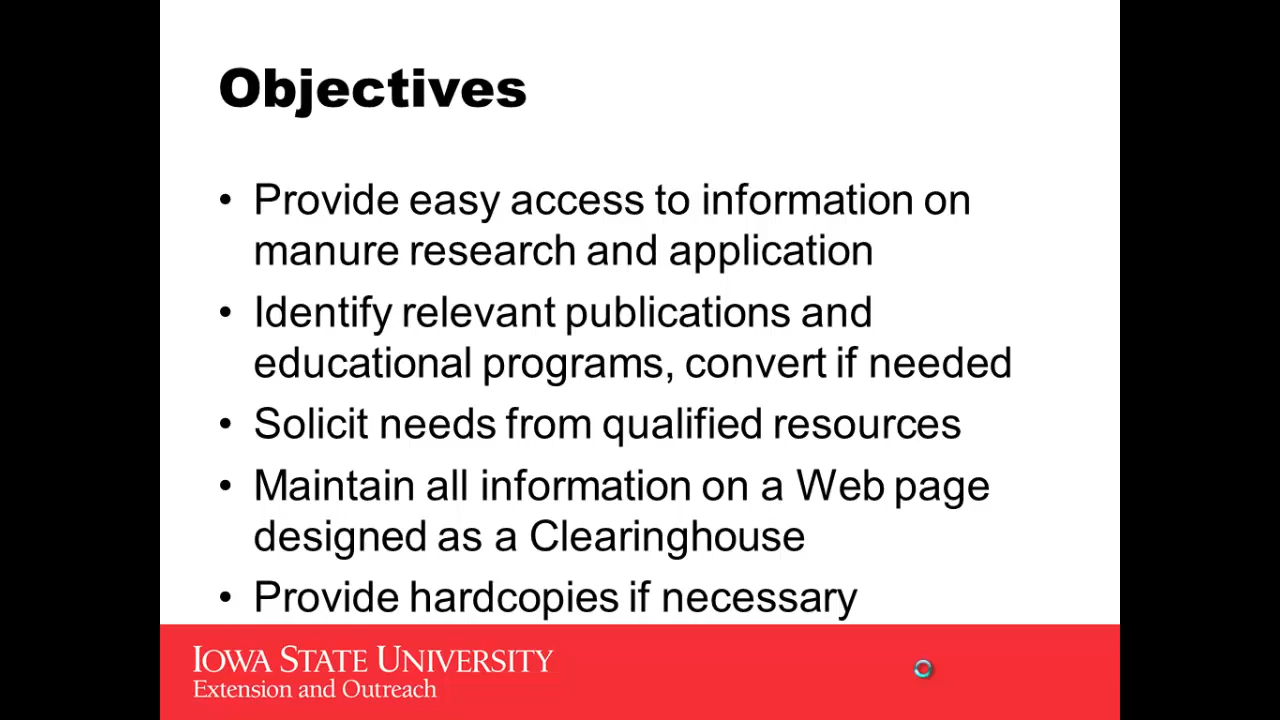 Objectives
• Provide easy access to information on
manure research and application
• Identify relevant publications and
educational programs, convert if needed
• Solicit needs from qualified resources
• Maintain all information on a Web page
designed as a Clearinghouse
• Provide hardcopies if necessary
IOWA STATE UNIVERSITY
Extension and Outreach